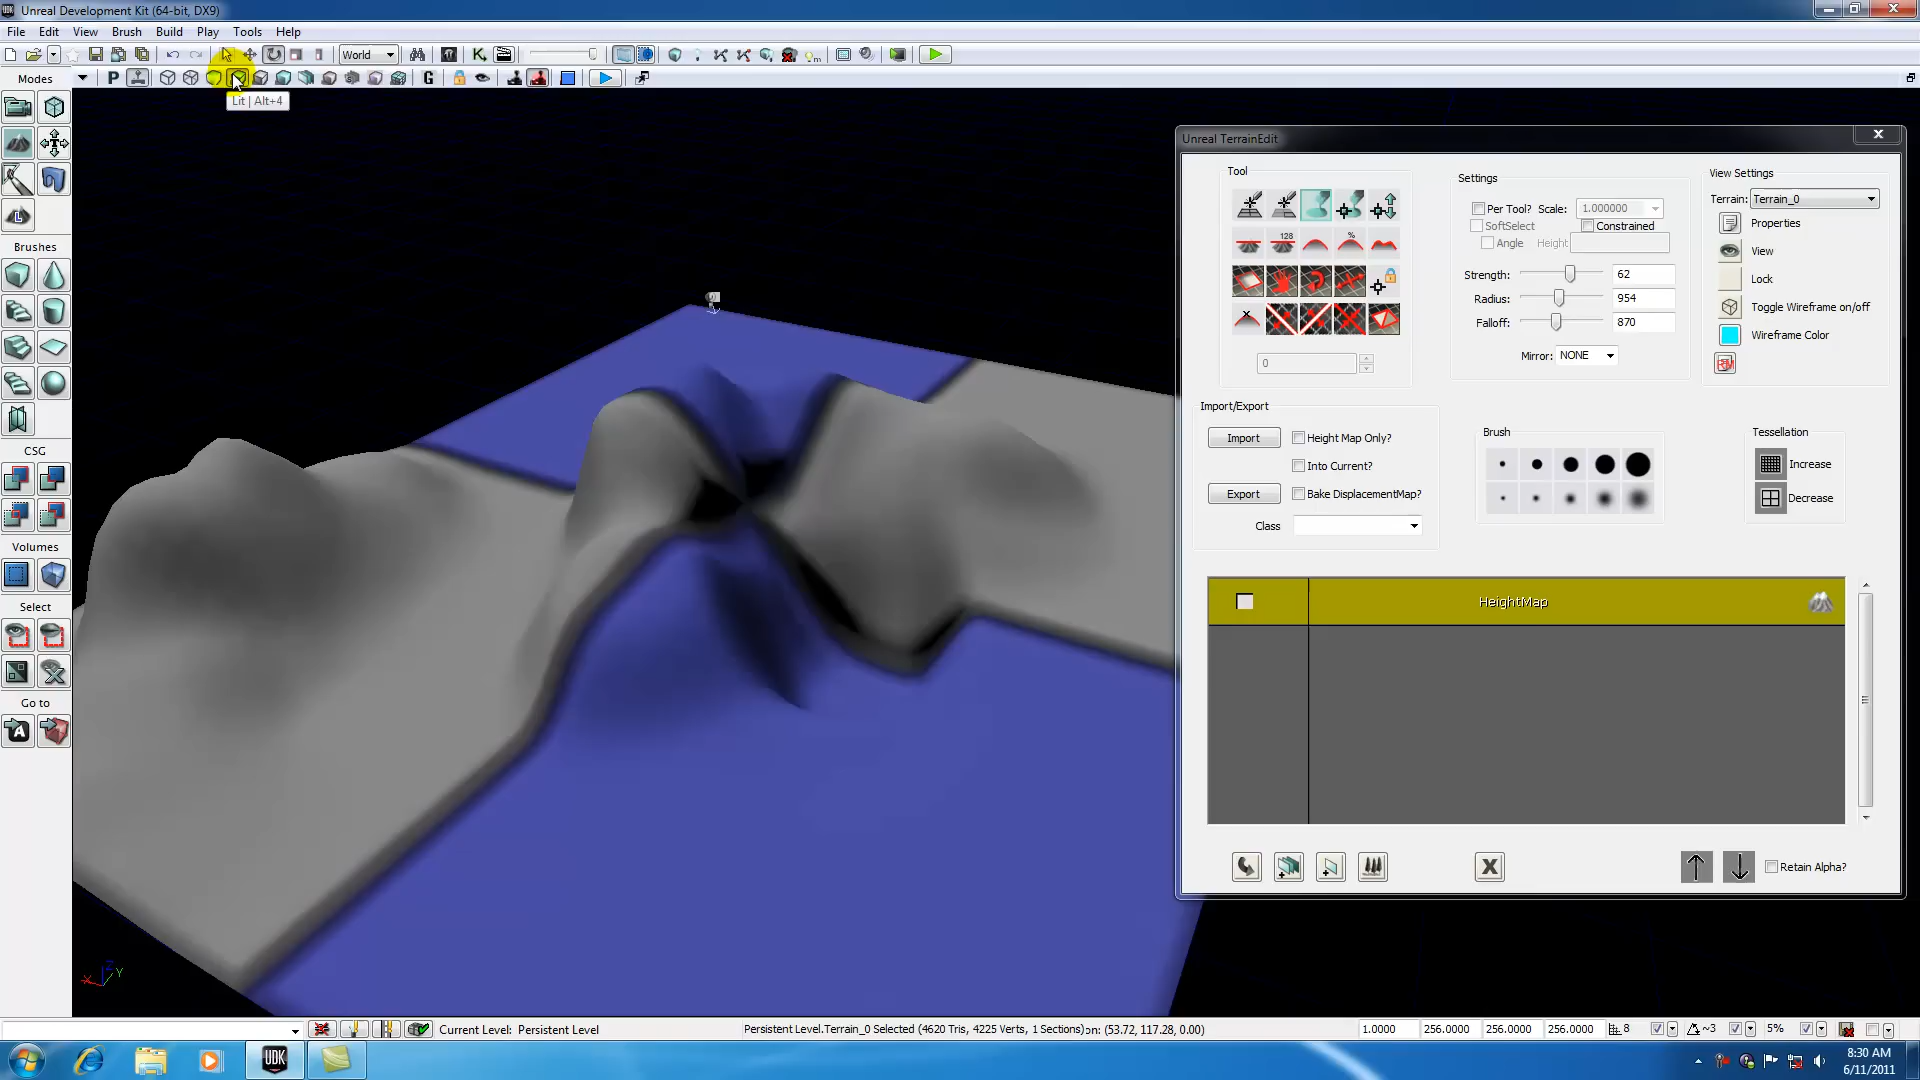 Unreal Development Kit (64-bit, DX9)
File Edit View Brush Build Play Tools Help
World
Modes
P
G
Lit | Alt+4
Brushes
CSG
Volumes
Select
Go to
A
Unreal TerrainEdit
Tool
128
%
0
Settings
Per Tool? Scale: 1.000000
SoftSelect Constrained
Angle Height
Strength: 62
Radius: 954
Falloff: 870
Mirror: NONE
View Settings
Terrain: Terrain_0
Properties
View
Lock
Toggle Wireframe on/off
Wireframe Color
RM
Import/Export
Import Height Map Only?
Into Current?
Export Bake DisplacementMap?
Class
Brush
Tessellation
Increase
Decrease
HeightMap
X
Retain Alpha?
X Z Y
Current Level: Persistent Level
Persistent Level.Terrain_0 Selected (4620 Tris, 4225 Verts, 1 Sections)on: (53.72, 117.28, 0.00)
1.0000 256.0000 256.0000 256.0000 8 ~3 5%
UDK
8:30 AM
6/11/2011